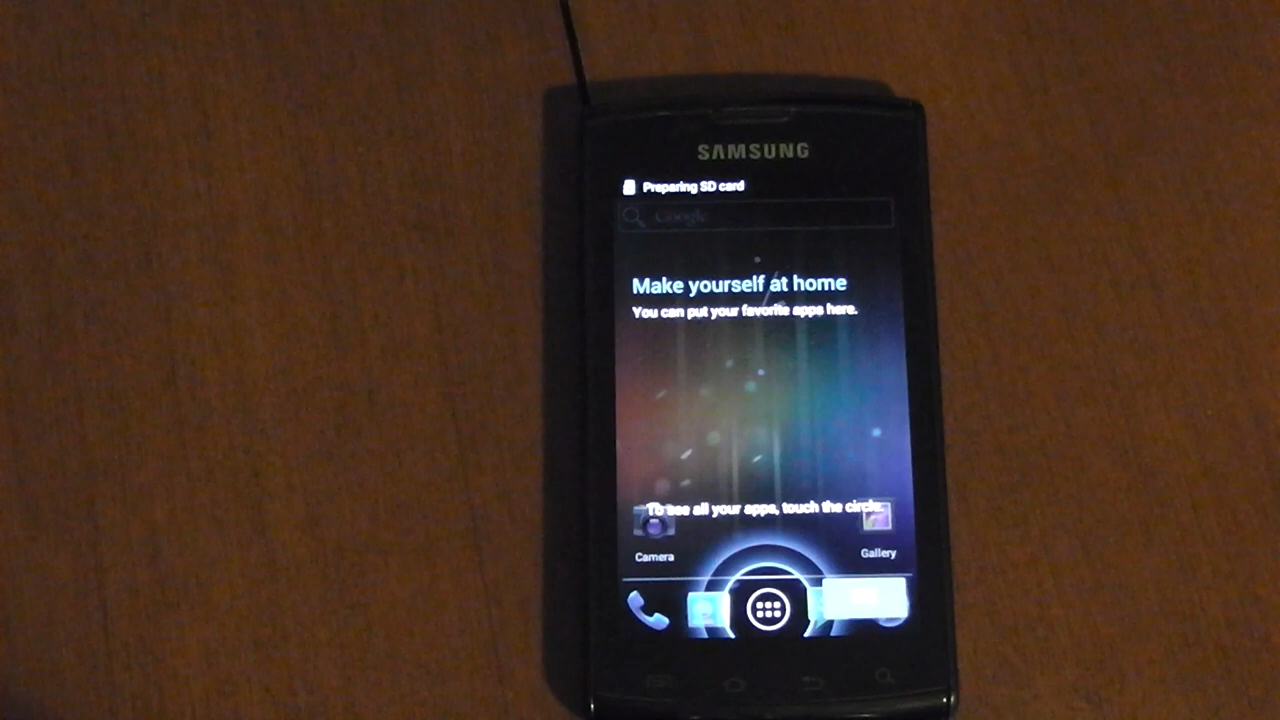 SAMSUNG
Preparing SD card
Google
Make yourself at home
You can put your favorite apps here.
To see all your apps, touch the circle.
Camera
Gallery